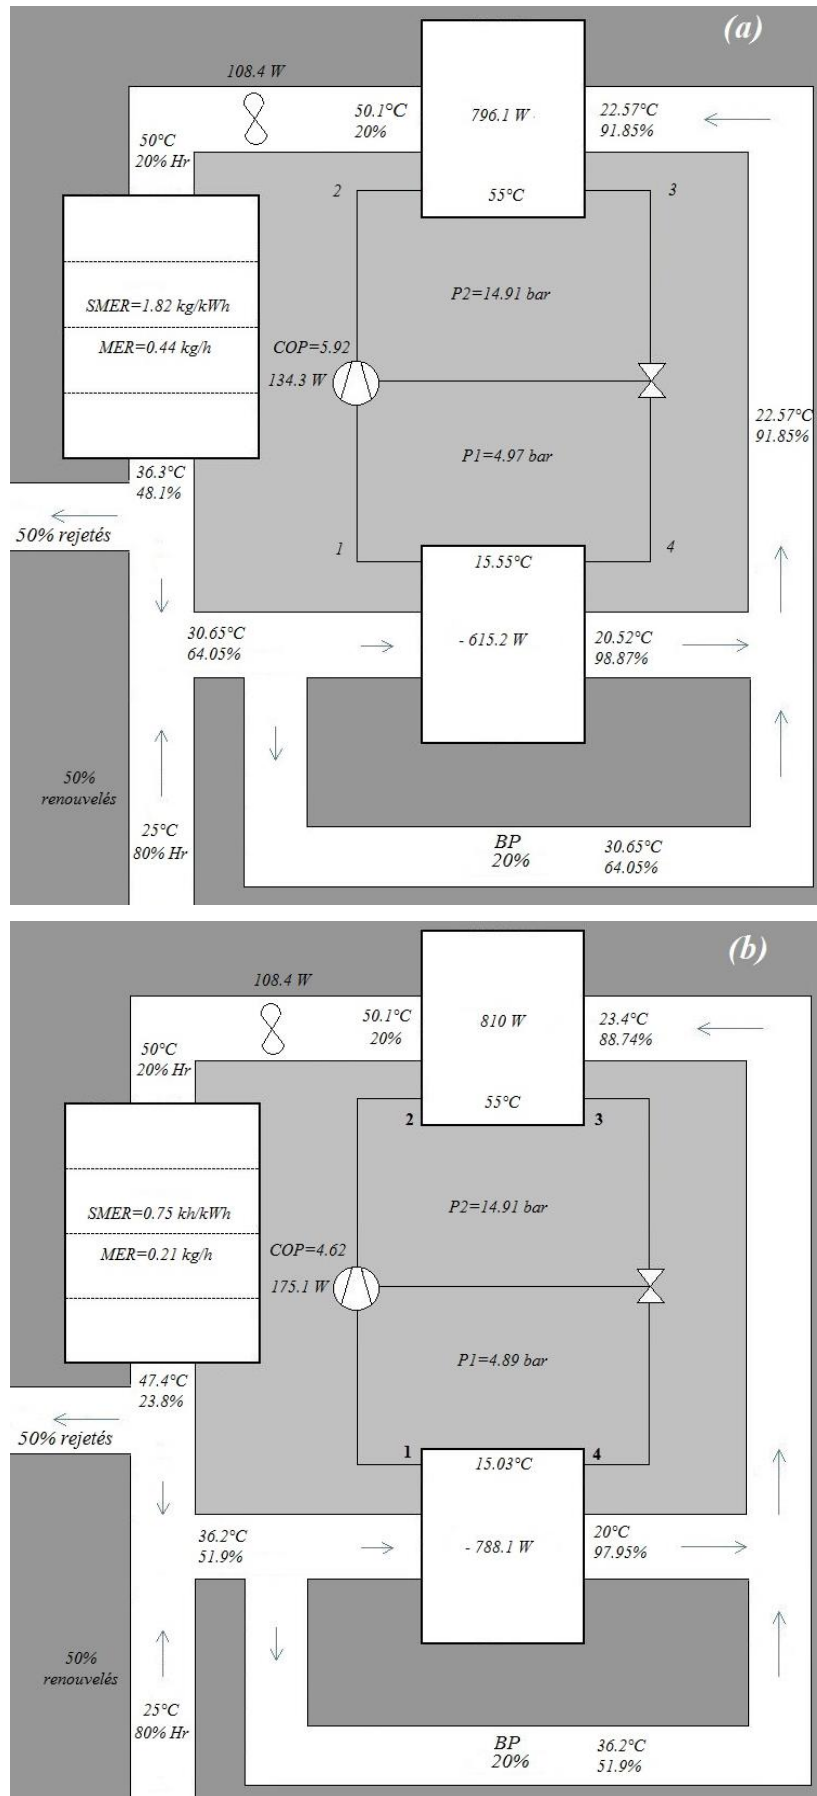 (a)
108.4 W
50.1°C
20%
796.1 W
22.57°C
91.85%
50°C
20% Hr
2
55°C
3
P2=14.91 bar
SMER=1.82 kg/kWh
MER=0.44 kg/h
COP=5.92
134.3 W
22.57°C
91.85%
P1=4.97 bar
36.3°C
48.1%
50% rejetés
1
15.55°C
4
30.65°C
64.05%
- 615.2 W
20.52°C
98.87%
50%
renouvelés
25°C
80% Hr
BP
20%
30.65°C
64.05%
(b)
108.4 W
50.1°C
20%
810 W
23.4°C
88.74%
50°C
20% Hr
55°C
2
3
P2=14.91 bar
SMER=0.75 kh/kWh
MER=0.21 kg/h
COP=4.62
175.1 W
P1=4.89 bar
47.4°C
23.8%
50% rejetés
1
15.03°C
4
36.2°C
51.9%
- 788.1 W
20°C
97.95%
50%
renouvelés
25°C
80% Hr
BP
20%
36.2°C
51.9%